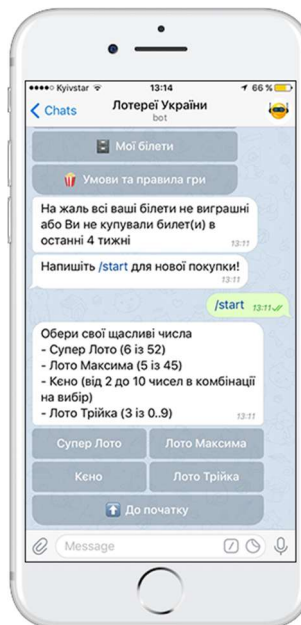 Kyivstar
13:14
66 %
Chats
Лотереї України
bot
Мої білети
Умови та правила гри
На жаль всі ваші білети не виграшні
або Ви не купували билет(и) в
останні 4 тижні
13:11
Напишіть /start для нової покупки!
13:11
/start 13:11
Обери свої щасливі числа
- Супер Лото (6 із 52)
- Лото Максима (5 із 45)
- Кєно (від 2 до 10 чисел в комбінації
на вибір)
- Лото Трійка (3 із 0..9)
13:11
Супер Лото
Лото Максима
Кєно
Лото Трійка
До початку
Message